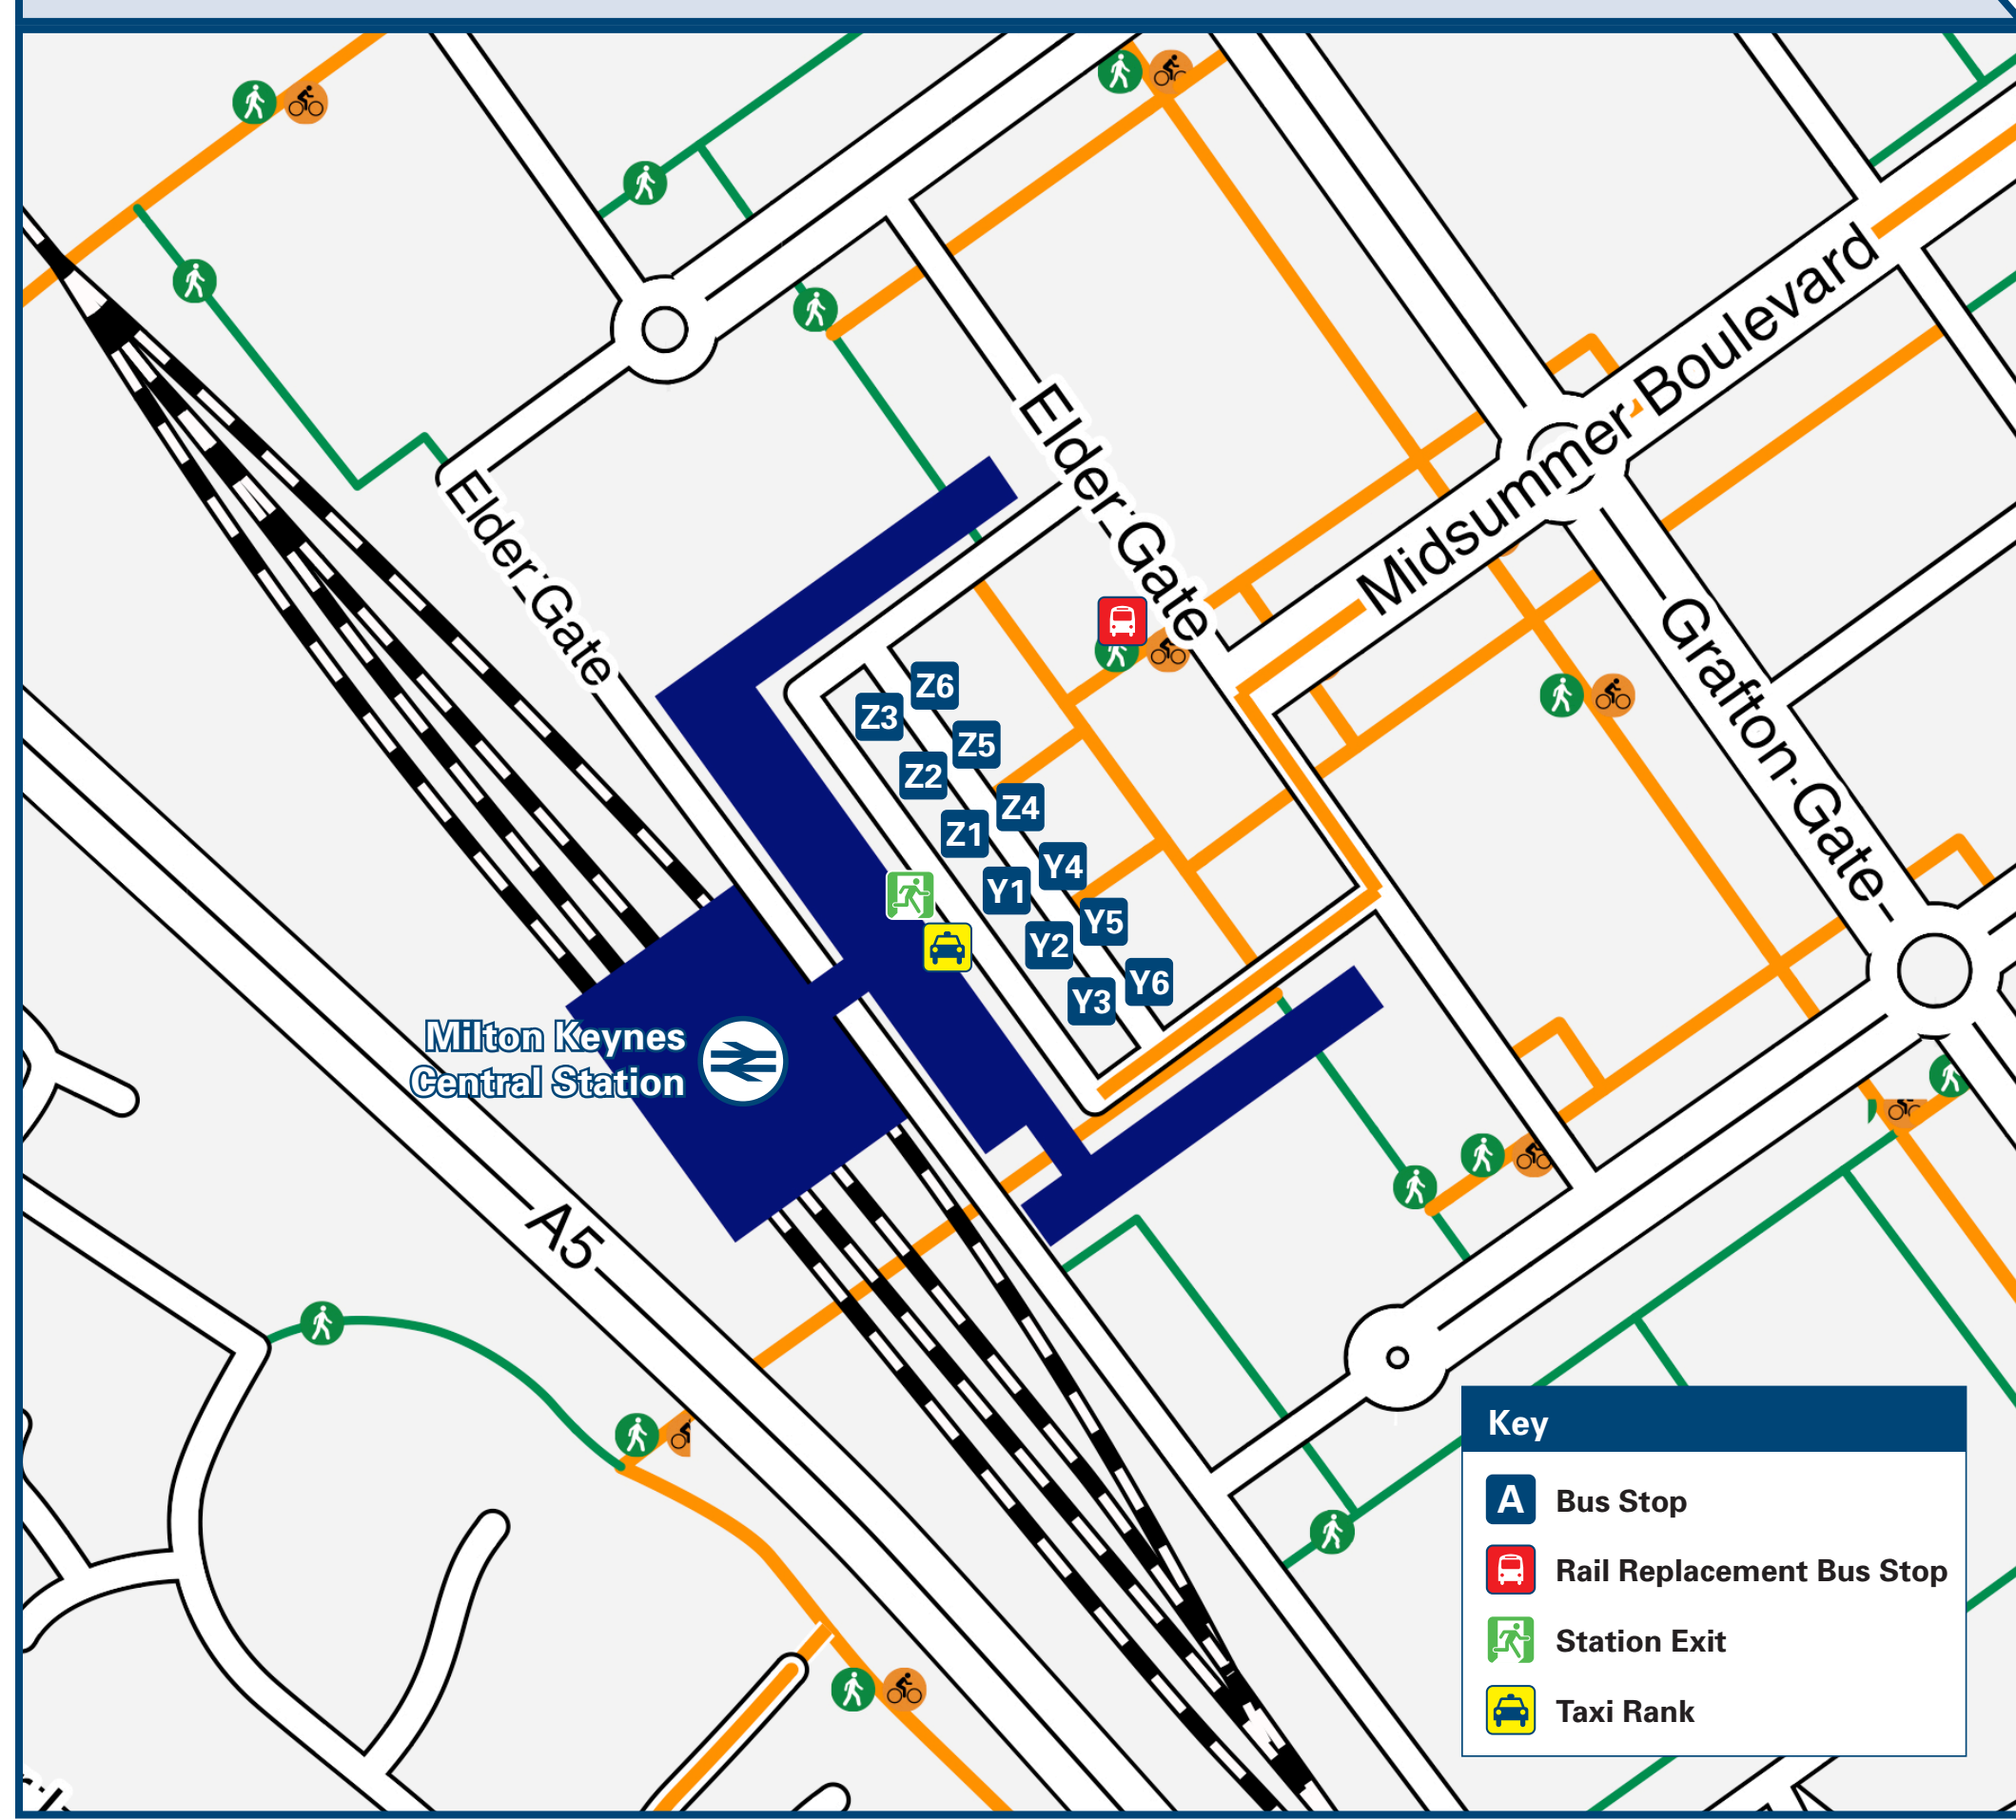 Elder Gate
Elder Gate
Midsummer Boulevard
Grafton Gate
Z6
Z3
Z5
Z2
Z4
Z1
Y4
Y1
Y5
Y2
Y6
Y3
Milton Keynes
Central Station
A5
Key
A Bus Stop
Rail Replacement Bus Stop
Station Exit
Taxi Rank